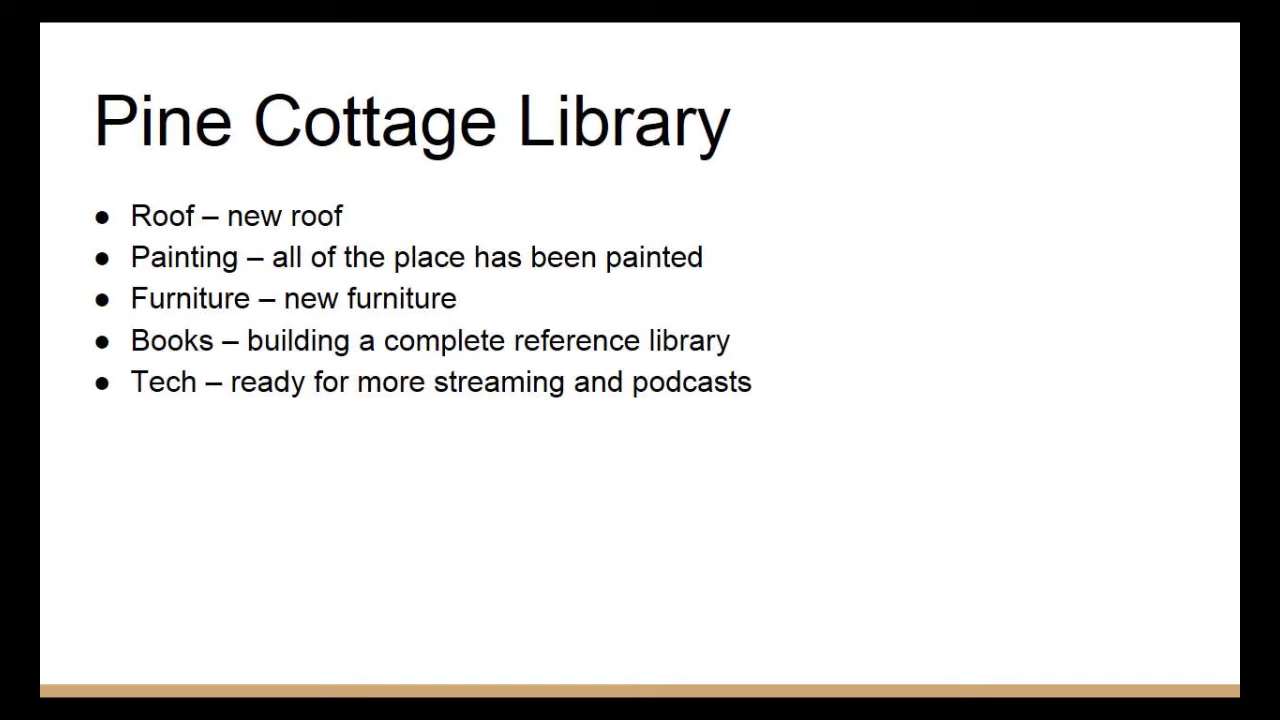 Pine Cottage Library
● Roof – new roof
● Painting – all of the place has been painted
● Furniture – new furniture
● Books – building a complete reference library
● Tech – ready for more streaming and podcasts